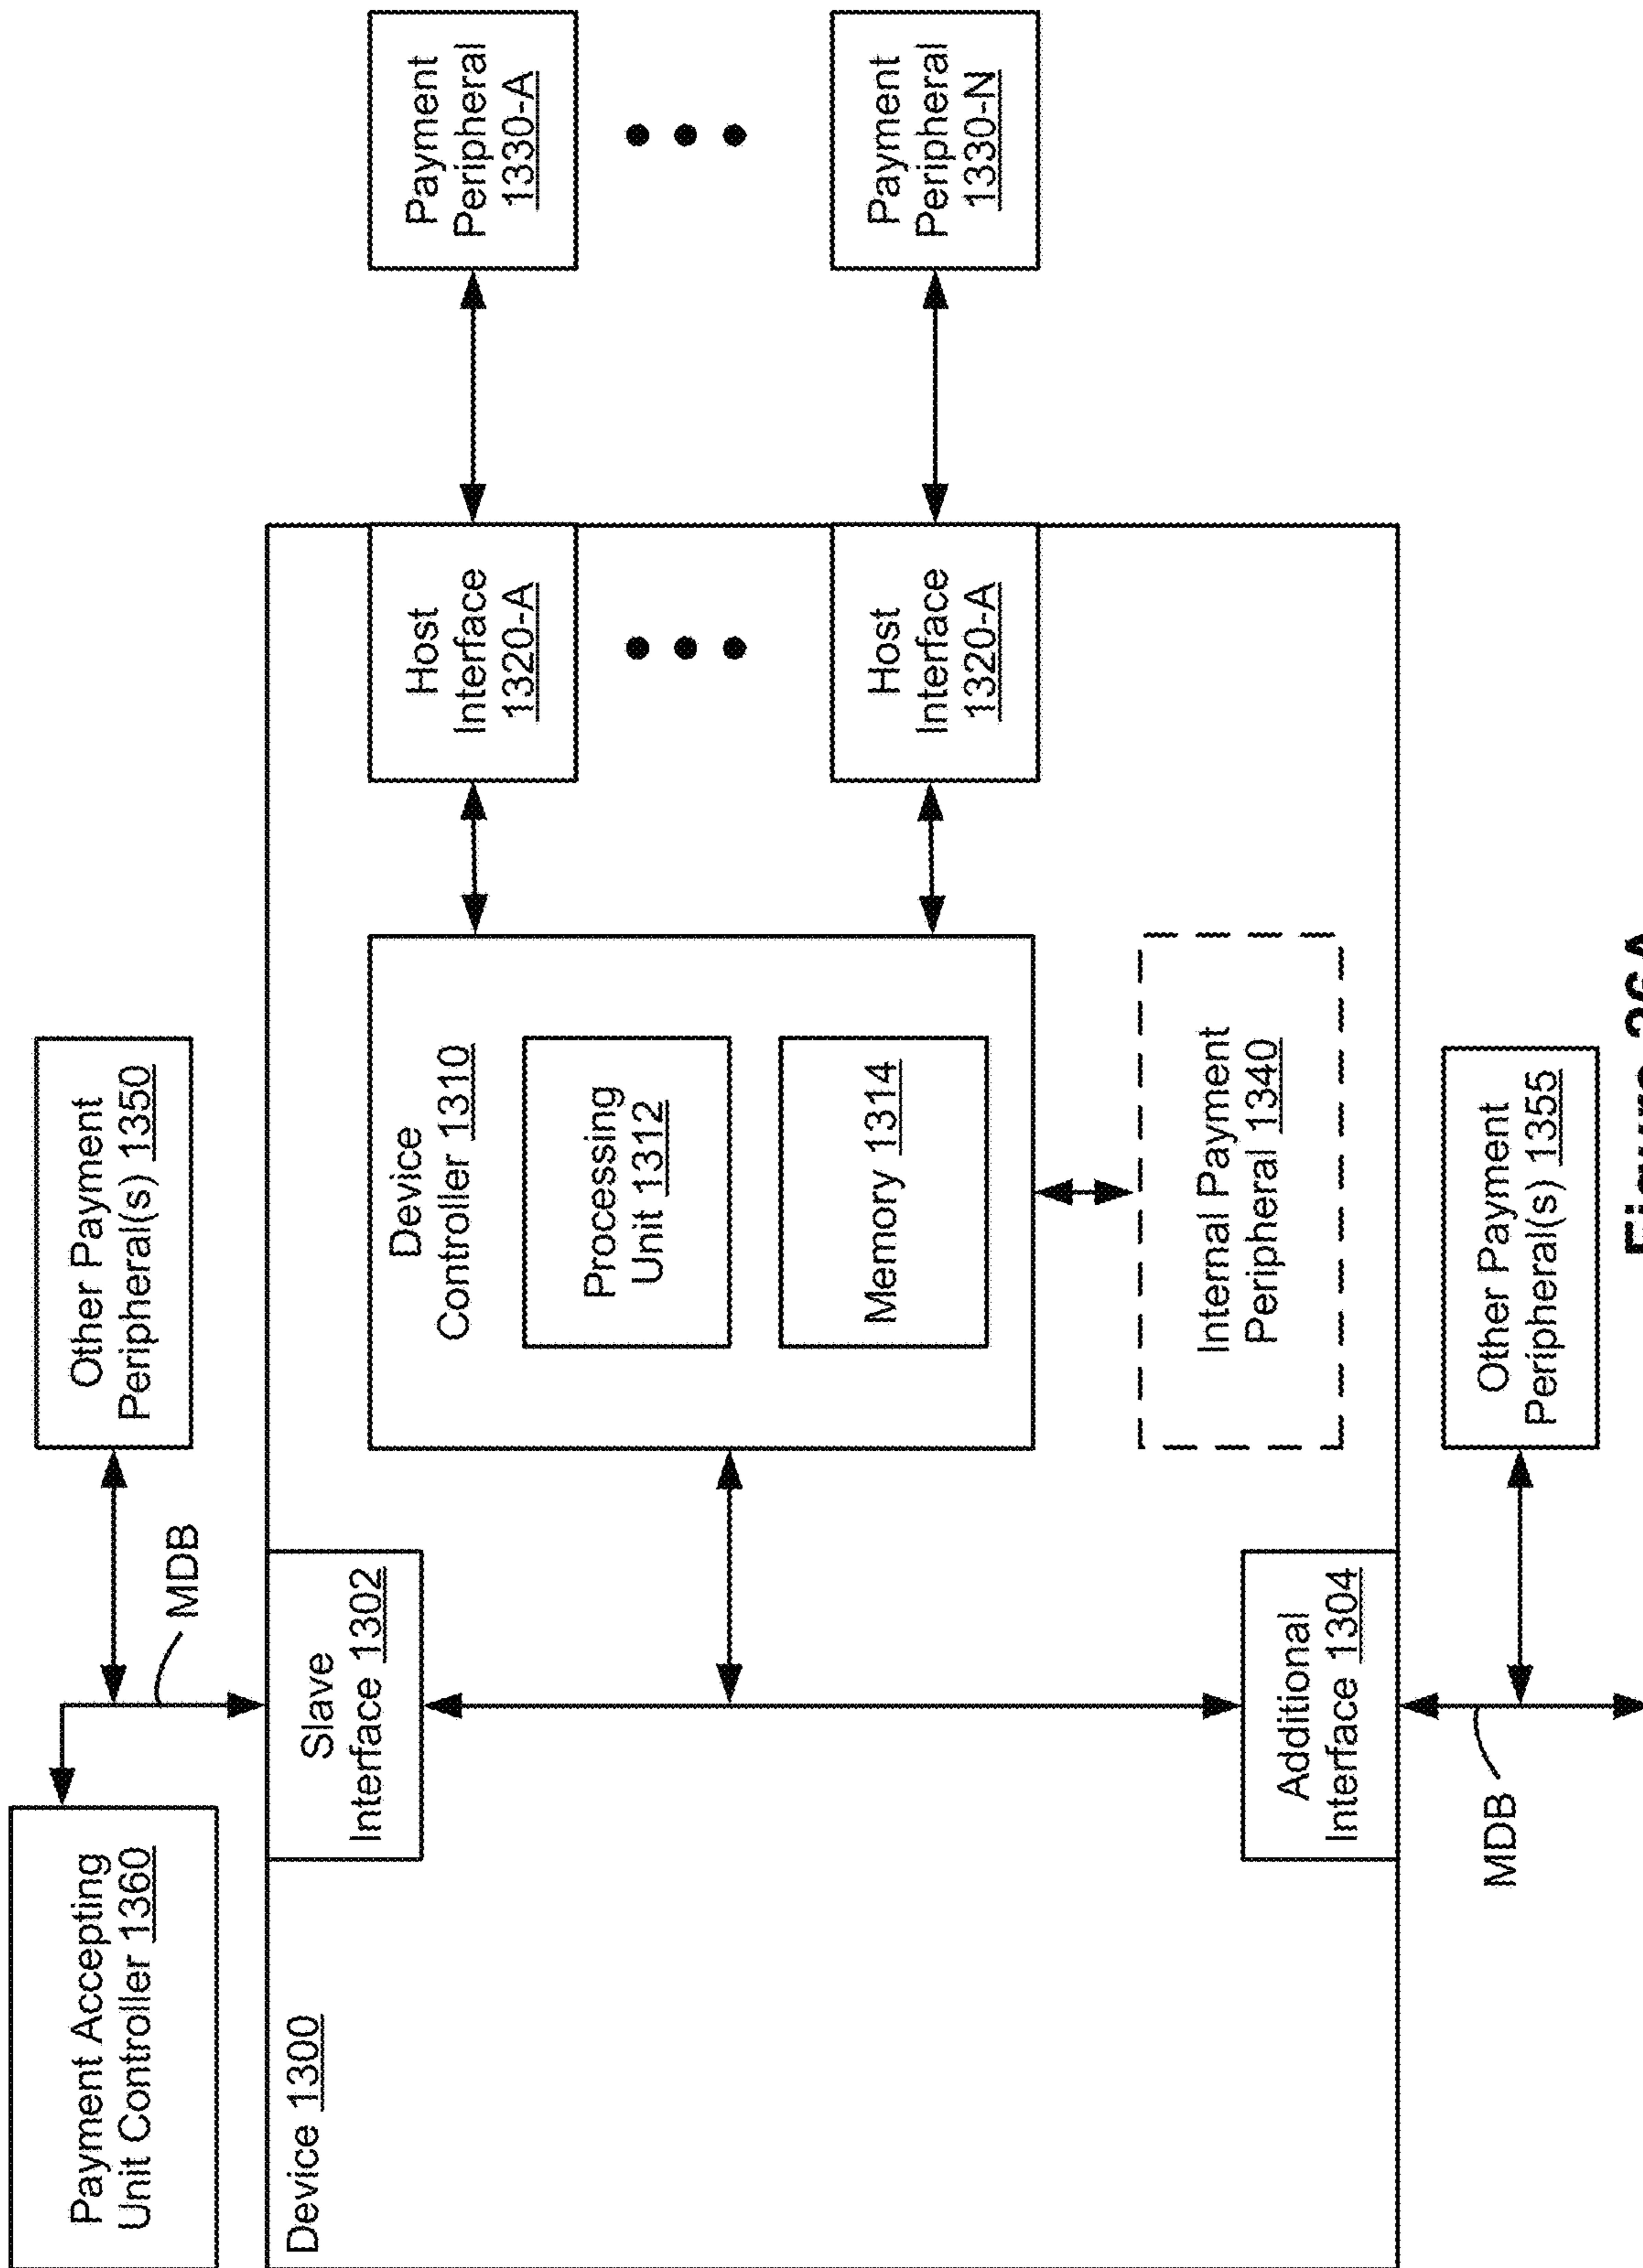 Payment Accepting
Unit Controller 1360
Other Payment
Peripheral(s) 1350
MDB
Device 1300
Slave
Interface 1302
Device
Controller 1310
Processing
Unit 1312
Memory 1314
Host
Interface
1320-A
Payment
Peripheral
1330-A
Host
Interface
1320-A
Payment
Peripheral
1330-N
Internal Payment
Peripheral 1340
Additional
Interface 1304
MDB
Other Payment
Peripheral(s) 1355
Figure